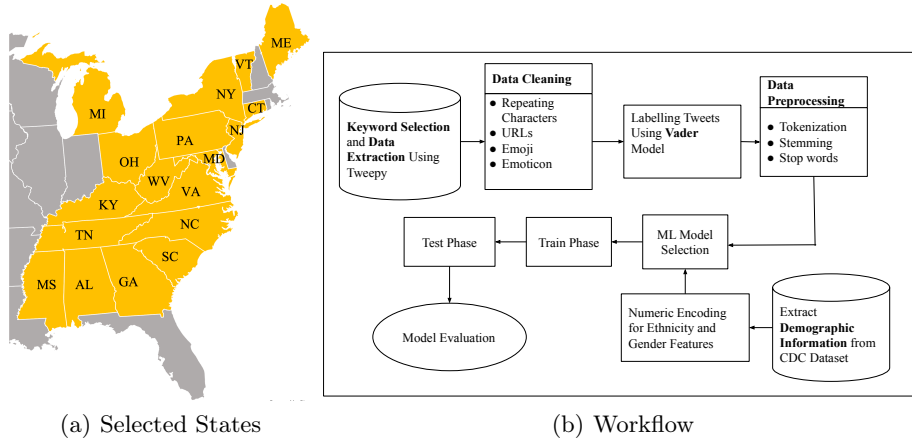 ME
VT
NY
CT
MI
NJ
PA
OH
MD
WV
VA
KY
NC
TN
SC
MS
AL
GA
(a) Selected States
Keyword Selection
and Data
Extraction Using
Tweepy
Data Cleaning
● Repeating
Characters
● URLs
● Emoji
● Emoticon
Labelling Tweets
Using Vader
Model
Data
Preprocessing
● Tokenization
● Stemming
● Stop words
Test Phase
Train Phase
ML Model
Selection
Model Evaluation
Numeric Encoding
for Ethnicity and
Gender Features
Extract
Demographic
Information from
CDC Dataset
(b) Workflow